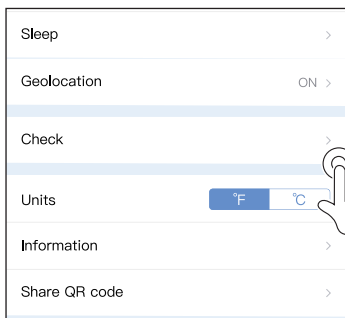 Sleep
Geolocation ON >
Check >
Units °F °C
Information >
Share QR code >